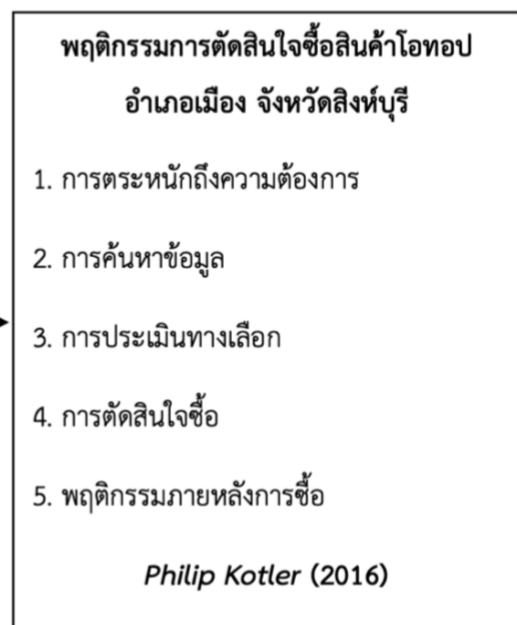 พฤติกรรมการตัดสินใจซื้อสินค้าโอทอป
อำเภอเมือง จังหวัดสิงห์บุรี
1. การตระหนักถึงความต้องการ
2. การค้นหาข้อมูล
3. การประเมินทางเลือก
4. การตัดสินใจซื้อ
5. พฤติกรรมภายหลังการซื้อ
Philip Kotler (2016)